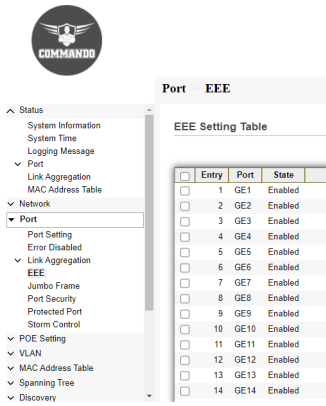 COMMANDO
Port EEE
Status
System Information
System Time
Logging Message
Port
Link Aggregation
MAC Address Table
Network
Port
Port Setting
Error Disabled
Link Aggregation
EEE
Jumbo Frame
Port Security
Protected Port
Storm Control
POE Setting
VLAN
MAC Address Table
Spanning Tree
Discovery
EEE Setting Table
Entry Port State
1 GE1 Enabled
2 GE2 Enabled
3 GE3 Enabled
4 GE4 Enabled
5 GE5 Enabled
6 GE6 Enabled
7 GE7 Enabled
8 GE8 Enabled
9 GE9 Enabled
10 GE10 Enabled
11 GE11 Enabled
12 GE12 Enabled
13 GE13 Enabled
14 GE14 Enabled